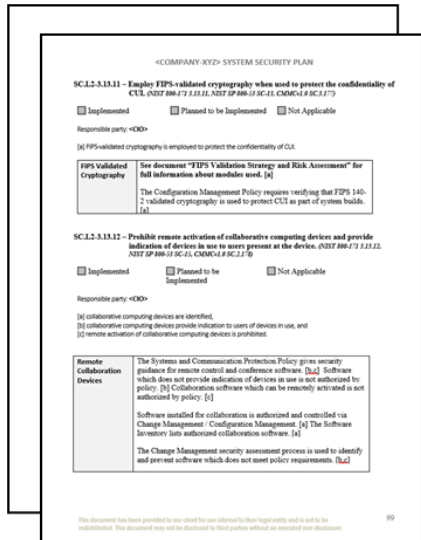 <COMPANY-XYZ> SYSTEM SECURITY PLAN
SC.L2-3.13.11 – Employ FIPS-validated cryptography when used to protect the confidentiality of
CUI. (NIST 800-171 3.13.11, NIST SP 800-53 SC-13, CMMCv1.0 SC.3.177)
Implemented Planned to be Implemented Not Applicable
Responsible party: <CIO>
[a] FIPS-validated cryptography is employed to protect the confidentiality of CUI.
FIPS Validated
Cryptography
See document “FIPS Validation Strategy and Risk Assessment” for
full information about modules used. [a]
The Configuration Management Policy requires verifying that FIPS 140-
2 validated cryptography is used to protect CUI as part of system builds.
[a]
SC.L2-3.13.12 – Prohibit remote activation of collaborative computing devices and provide
indication of devices in use to users present at the device. (NIST 800-171 3.13.12,
NIST SP 800-53 SC-15, CMMCv1.0 SC.2.178)
Implemented Planned to be Not Applicable
Implemented
Responsible party: <CIO>
[a] collaborative computing devices are identified,
[b] collaborative computing devices provide indication to users of devices in use, and
[c] remote activation of collaborative computing devices is prohibited.
Remote
Collaboration
Devices
The Systems and Communication Protection Policy gives security
guidance for remote control and conference software. [b,c] Software
which does not provide indication of devices in use is not authorized by
policy. [b] Collaboration software which can be remotely activated is not
authorized by policy. [c]
Software installed for collaboration is authorized and controlled via
Change Management / Configuration Management. [a] The Software
Inventory lists authorized collaboration software. [a]
The Change Management security assessment process is used to identify
and prevent software which does not meet policy requirements. [b,c]
This document has been provided to our client for use internal to their legal entity and is not to be
redistributed. This document may not be disclosed to third parties without an executed non-disclosure.
99